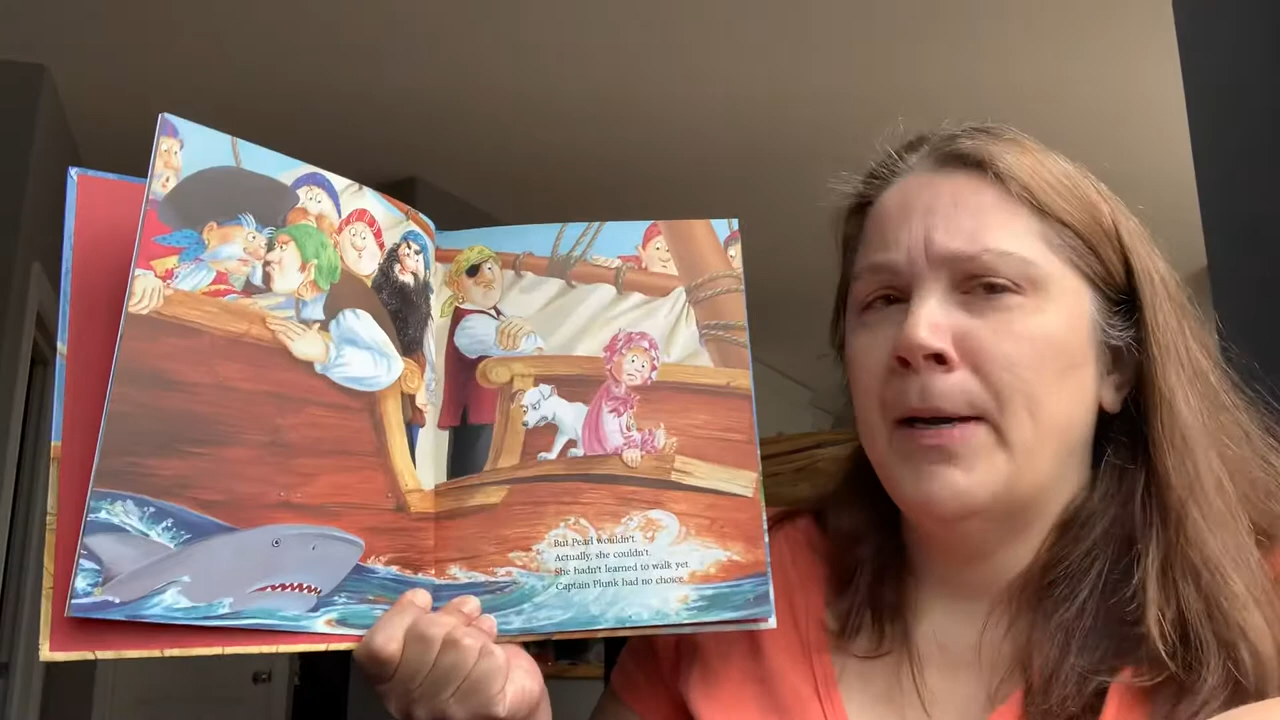 But Pearl wouldn't.
Actually, she couldn't.
She hadn't learned to walk yet.
Captain Plunk had no choice.